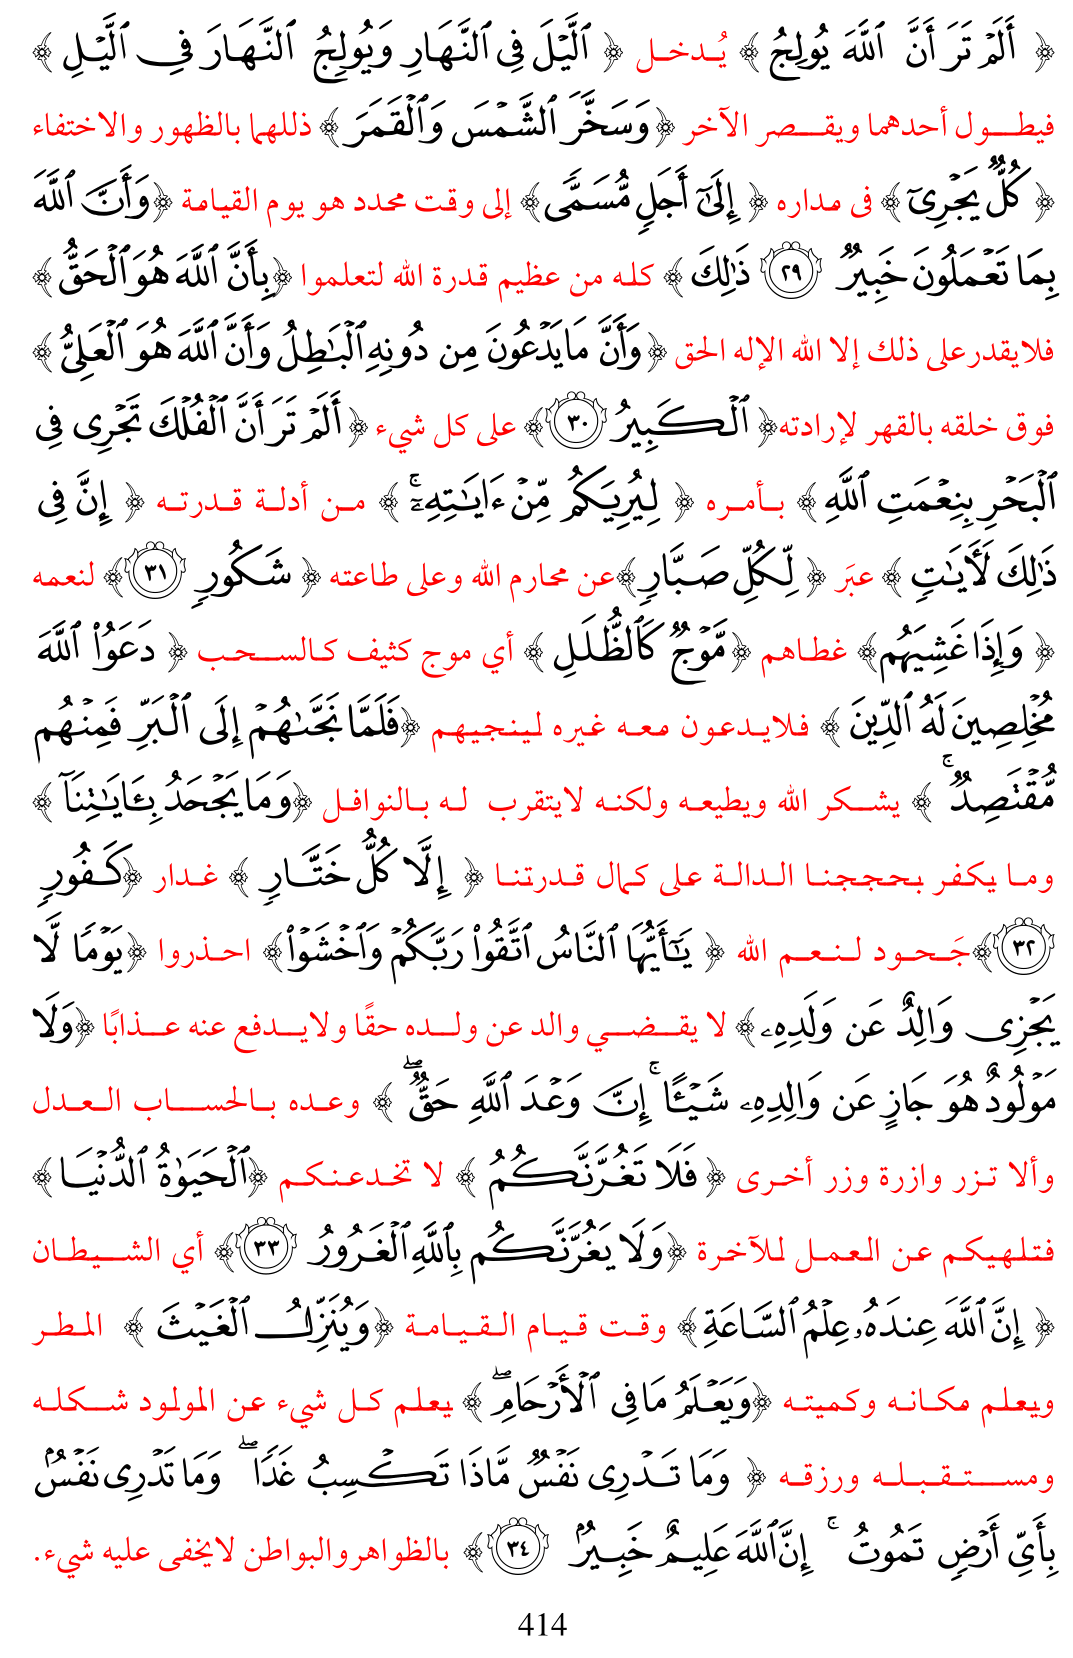 ﴿ أَلَمْ تَرَ أَنَّ ٱللَّهَ يُولِجُ ﴾ يُدخل ﴿ ٱلَّيْلَ فِى ٱلنَّهَارِ وَيُولِجُ ٱلنَّهَارَ فِى ٱلَّيْلِ ﴾
فيطول أحدهما ويقصر الآخر ﴿ وَسَخَّرَ ٱلشَّمْسَ وَٱلْقَمَرَ ﴾ ذللهما بالظهور والاختفاء
﴿ كُلٌّ يَجْرِىٓ ﴾ فى مداره ﴿ إِلَىٰٓ أَجَلٍ مُّسَمًّى ﴾ إلى وقت محدد هو يوم القيامة ﴿ وَأَنَّ ٱللَّهَ
بِمَا تَعْمَلُونَ خَبِيرٌ ٢٩ ذَٰلِكَ ﴾ كله من عظيم قدرة الله لتعلموا ﴿ بِأَنَّ ٱللَّهَ هُوَ ٱلْحَقُّ ﴾
فلايقدرعلى ذلك إلا الله الإله الحق ﴿ وَأَنَّ مَا يَدْعُونَ مِن دُونِهِ ٱلْبَٰطِلُ وَأَنَّ ٱللَّهَ هُوَ ٱلْعَلِىُّ ﴾
فوق خلقه بالقهر لإرادته ﴿ ٱلْكَبِيرُ ٣٠ ﴾ على كل شيء ﴿ أَلَمْ تَرَ أَنَّ ٱلْفُلْكَ تَجْرِى فِى
ٱلْبَحْرِ بِنِعْمَتِ ٱللَّهِ ﴾ بأمره ﴿ لِيُرِيَكُم مِّنْ ءَايَٰتِهِۦٓ ۚ ﴾ من أدلة قدرته ﴿ إِنَّ فِى
ذَٰلِكَ لَءَايَٰتٍ ﴾ عبَر ﴿ لِّكُلِّ صَبَّارٍ ﴾ عن محارم الله وعلى طاعته ﴿ شَكُورٍ ٣١ ﴾ لنعمه
﴿ وَإِذَا غَشِيَهُم ﴾ غطاهم ﴿ مَّوْجٌ كَٱلظُّلَلِ ﴾ أي موج كثيف كالسحب ﴿ دَعَوُا۟ ٱللَّهَ
مُخْلِصِينَ لَهُ ٱلدِّينَ ﴾ فلايدعون معه غيره لينجيهم ﴿ فَلَمَّا نَجَّىٰهُمْ إِلَى ٱلْبَرِّ فَمِنْهُم
مُّقْتَصِدٌ ۚ ﴾ يشكر الله ويطيعه ولكنه لايتقرب له بالنوافل ﴿ وَمَا يَجْحَدُ بِـَٔايَٰتِنَآ ﴾
وما يكفر بحججنا الدالة على كمال قدرتنا ﴿ إِلَّا كُلُّ خَتَّارٍ ﴾ غدار ﴿ كَفُورٍ
٣٢ ﴾ جَحود لنعم الله ﴿ يَٰٓأَيُّهَا ٱلنَّاسُ ٱتَّقُوا۟ رَبَّكُمْ وَٱخْشَوْا۟ ﴾ احذروا ﴿ يَوْمًا لَّا
يَجْزِى وَالِدٌ عَن وَلَدِهِۦ ﴾ لا يقضي والد عن ولده حقًا ولايدفع عنه عذابًا ﴿ وَلَا
مَوْلُودٌ هُوَ جَازٍ عَن وَالِدِهِۦ شَيْـًٔا ۚ إِنَّ وَعْدَ ٱللَّهِ حَقٌّ ۖ ﴾ وعده بالحساب العدل
وألا تزر وازرة وزر أخرى ﴿ فَلَا تَغُرَّنَّكُمُ ﴾ لا تخدعنكم ﴿ ٱلْحَيَوٰةُ ٱلدُّنْيَا ﴾
فتلهيكم عن العمل للآخرة ﴿ وَلَا يَغُرَّنَّكُم بِٱللَّهِ ٱلْغَرُورُ ٣٣ ﴾ أي الشيطان
﴿ إِنَّ ٱللَّهَ عِندَهُۥ عِلْمُ ٱلسَّاعَةِ ﴾ وقت قيام القيامة ﴿ وَيُنَزِّلُ ٱلْغَيْثَ ﴾ المطر
ويعلم مكانه وكميته ﴿ وَيَعْلَمُ مَا فِى ٱلْأَرْحَامِ ۖ ﴾ يعلم كل شيء عن المولود شكله
ومستقبله ورزقه ﴿ وَمَا تَدْرِى نَفْسٌ مَّاذَا تَكْسِبُ غَدًا ۖ وَمَا تَدْرِى نَفْسٌۢ
بِأَىِّ أَرْضٍ تَمُوتُ ۚ إِنَّ ٱللَّهَ عَلِيمٌ خَبِيرٌۢ ٣٤ ﴾ بالظواهر والبواطن لايخفى عليه شيء.
414